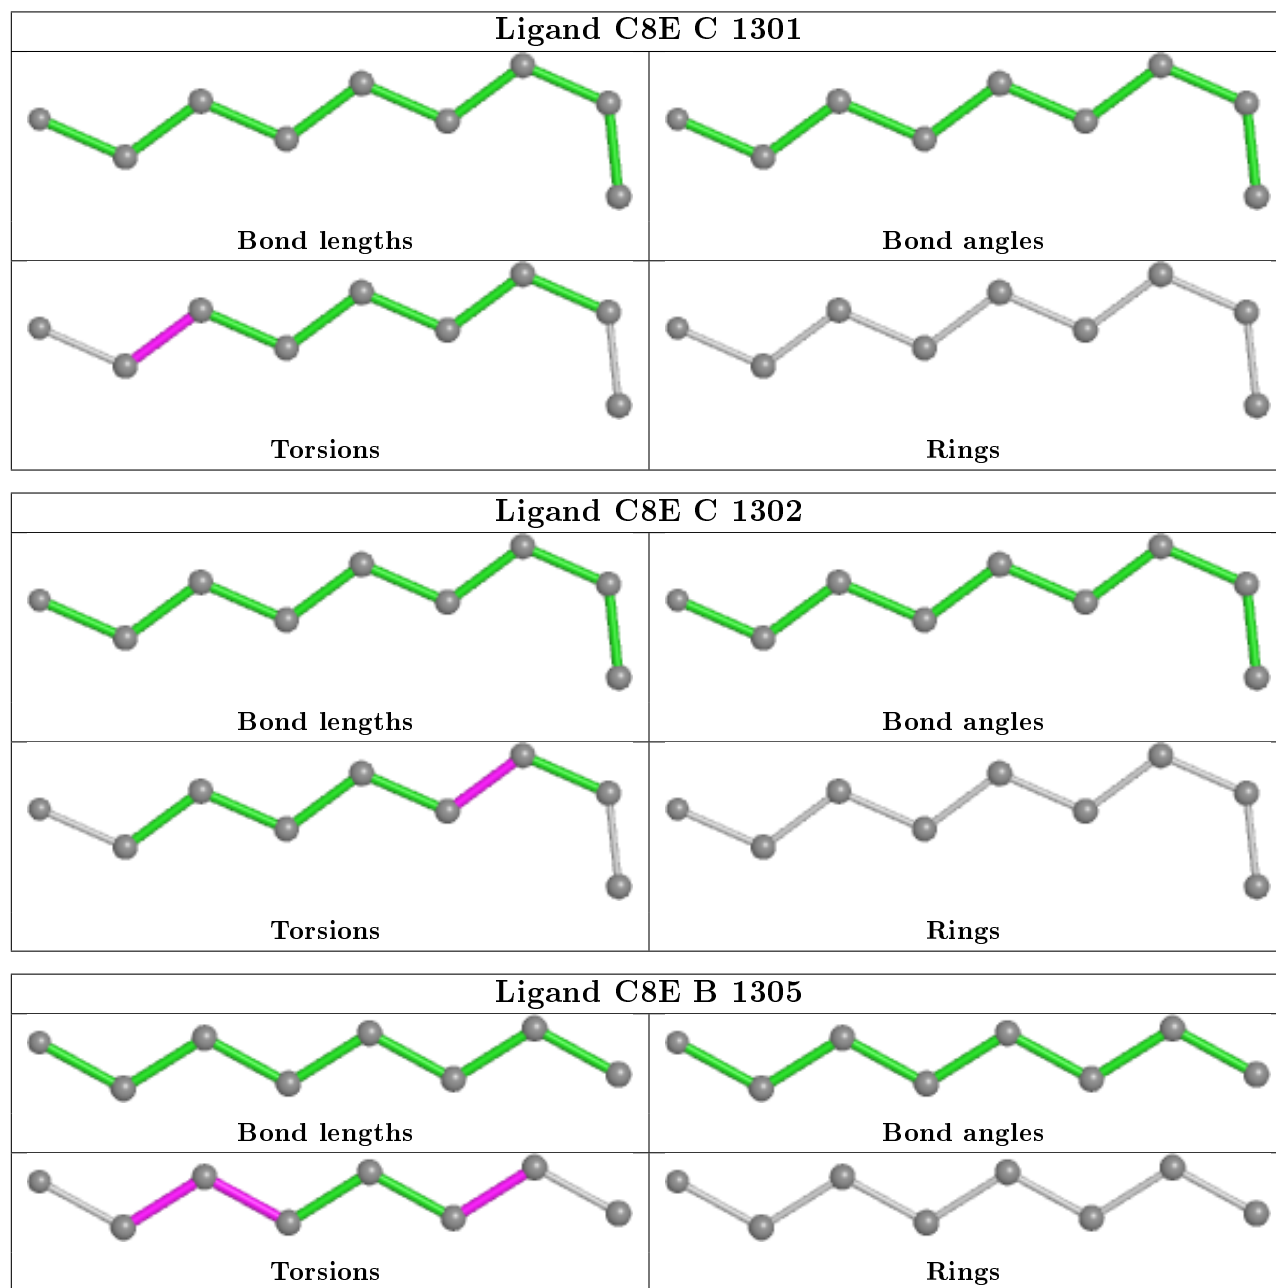 Ligand C8E C 1301
Bond lengths
Bond angles
Torsions
Rings
Ligand C8E C 1302
Bond lengths
Bond angles
Torsions
Rings
Ligand C8E B 1305
Bond lengths
Bond angles
Torsions
Rings